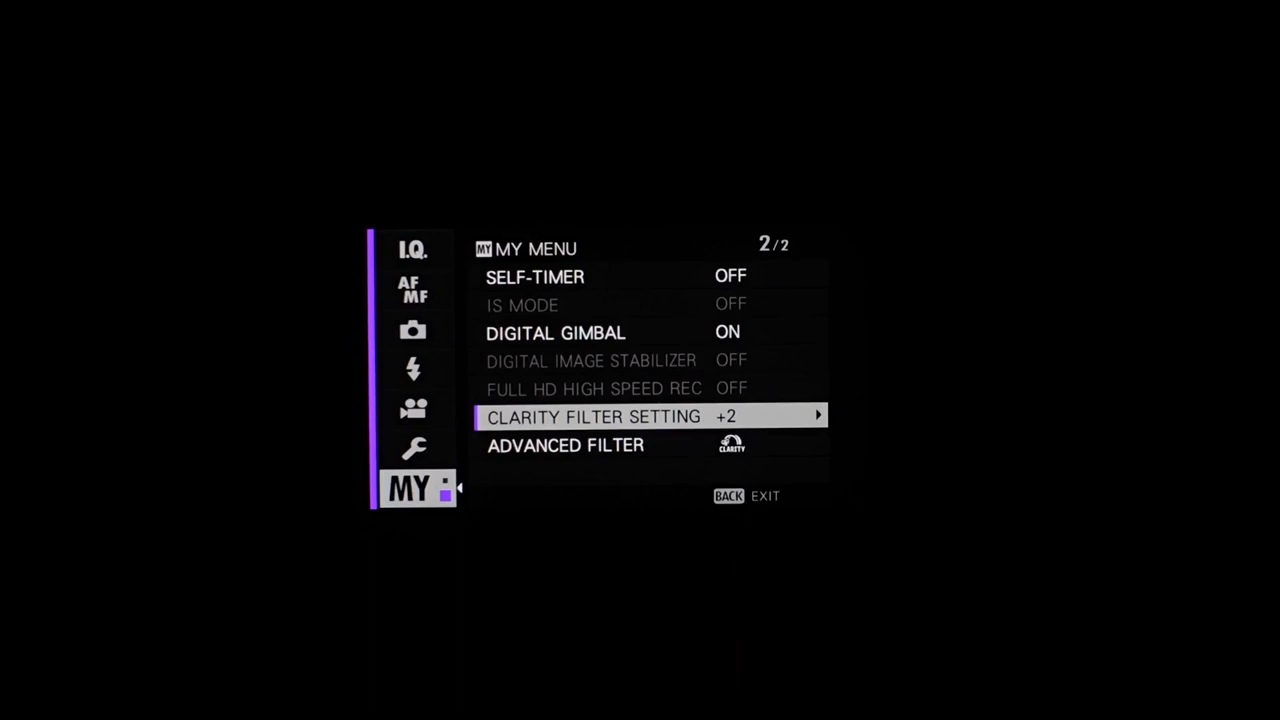 I.Q.
AF
MF
MY
MY MY MENU 2/2
SELF-TIMER OFF
IS MODE OFF
DIGITAL GIMBAL ON
DIGITAL IMAGE STABILIZER OFF
FULL HD HIGH SPEED REC OFF
CLARITY FILTER SETTING +2
ADVANCED FILTER CLARITY
BACK EXIT